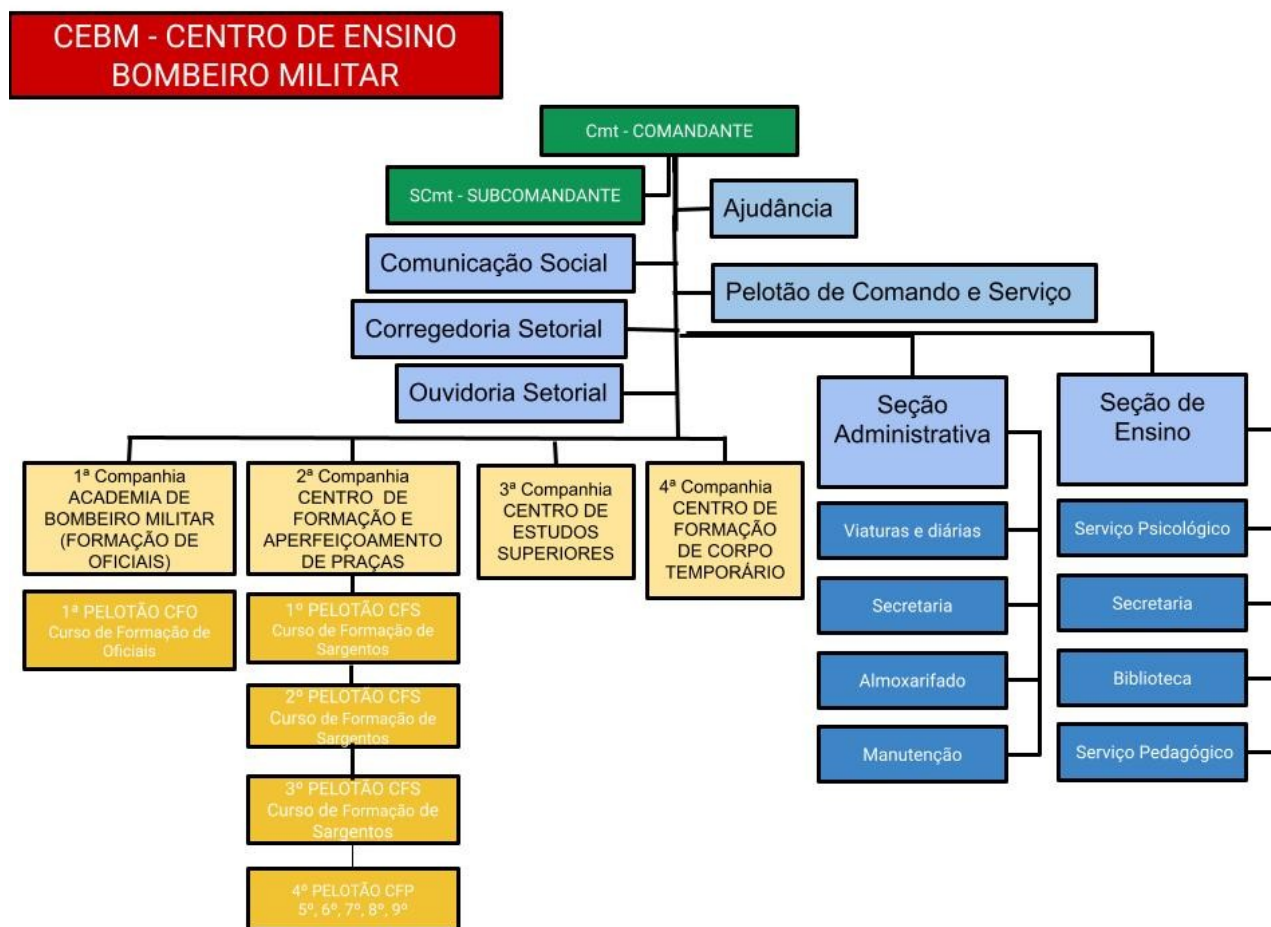 CEBM - CENTRO DE ENSINO
BOMBEIRO MILITAR
Cmt - COMANDANTE
SCmt - SUBCOMANDANTE
Ajudância
Comunicação Social
Pelotão de Comando e Serviço
Corregedoria Setorial
Ouvidoria Setorial
Seção
Administrativa
Seção de
Ensino
1ª Companhia
ACADEMIA DE
BOMBEIRO MILITAR
(FORMAÇÃO DE
OFICIAIS)
2ª Companhia
CENTRO DE
FORMAÇÃO E
APERFEIÇOAMENTO
DE PRAÇAS
3ª Companhia
CENTRO DE
ESTUDOS
SUPERIORES
4ª Companhia
CENTRO DE
FORMAÇÃO
DE CORPO
TEMPORÁRIO
Viaturas e diárias
Serviço Psicológico
1ª PELOTÃO CFO
Curso de Formação de
Oficiais
1º PELOTÃO CFS
Curso de Formação de
Sargentos
Secretaria
Secretaria
2º PELOTÃO CFS
Curso de Formação de
Sargentos
Almoxarifado
Biblioteca
Manutenção
Serviço Pedagógico
3º PELOTÃO CFS
Curso de Formação de
Sargentos
4º PELOTÃO CFP
5º, 6º, 7º, 8º, 9º